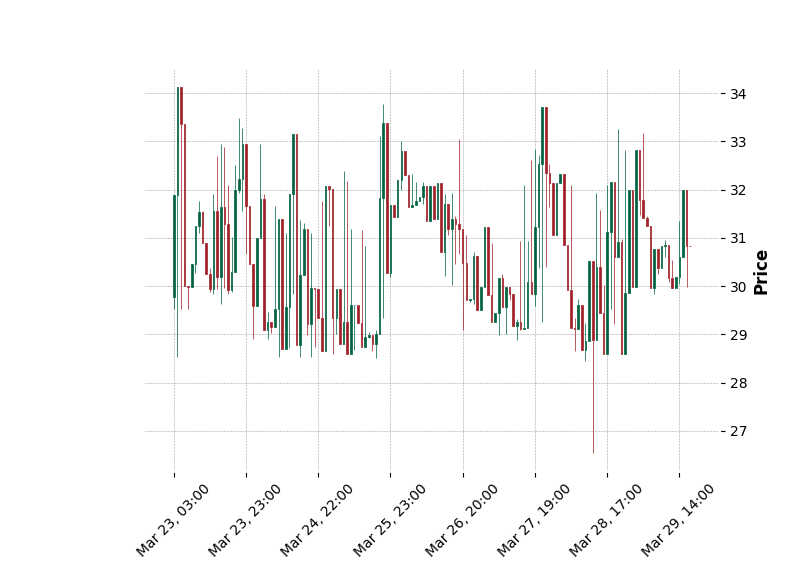 34
33
32
31
30
29
28
27
Price
Mar 23, 03:00
Mar 23, 23:00
Mar 24, 22:00
Mar 25, 23:00
Mar 26, 20:00
Mar 27, 19:00
Mar 28, 17:00
Mar 29, 14:00